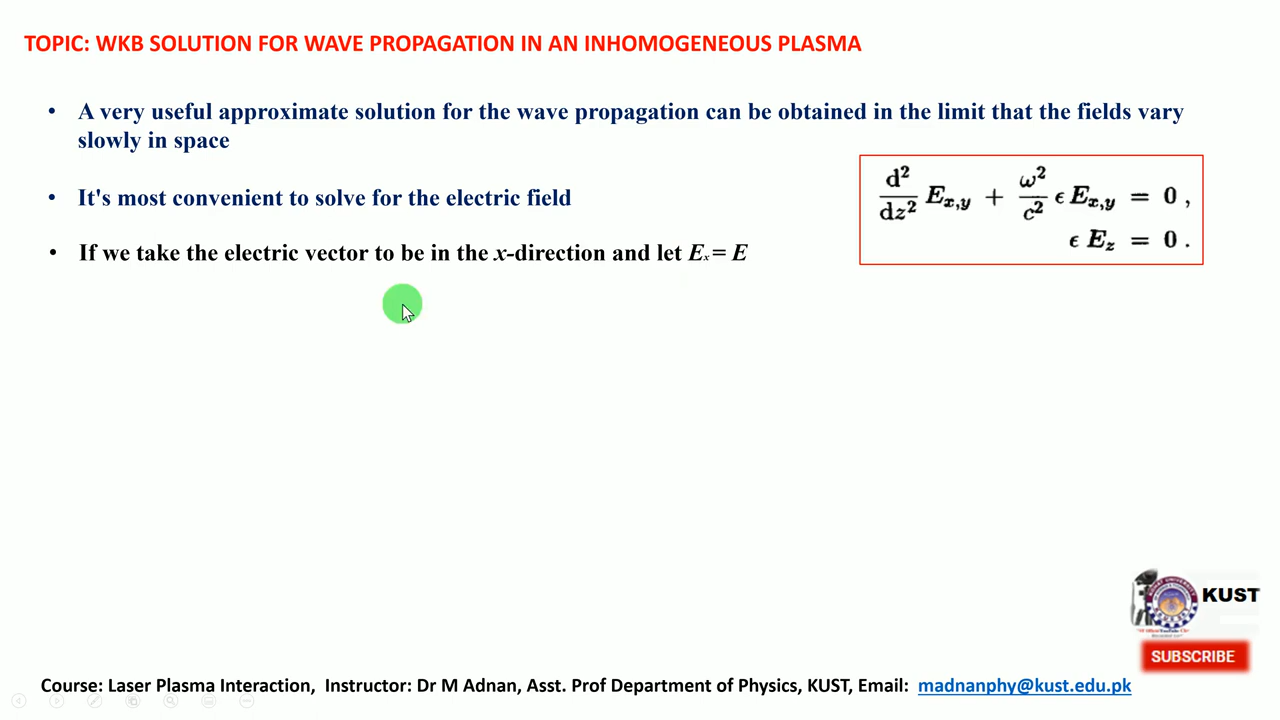 TOPIC: WKB SOLUTION FOR WAVE PROPAGATION IN AN INHOMOGENEOUS PLASMA
• A very useful approximate solution for the wave propagation can be obtained in the limit that the fields vary
slowly in space
• It's most convenient to solve for the electric field
• If we take the electric vector to be in the x-direction and let Eₓ = E
d²/dz² E_{x,y} + ω²/c² ϵ E_{x,y} = 0 ,
ϵ E_z = 0 .
KUST
SUBSCRIBE
Course: Laser Plasma Interaction, Instructor: Dr M Adnan, Asst. Prof Department of Physics, KUST, Email: madnanphy@kust.edu.pk